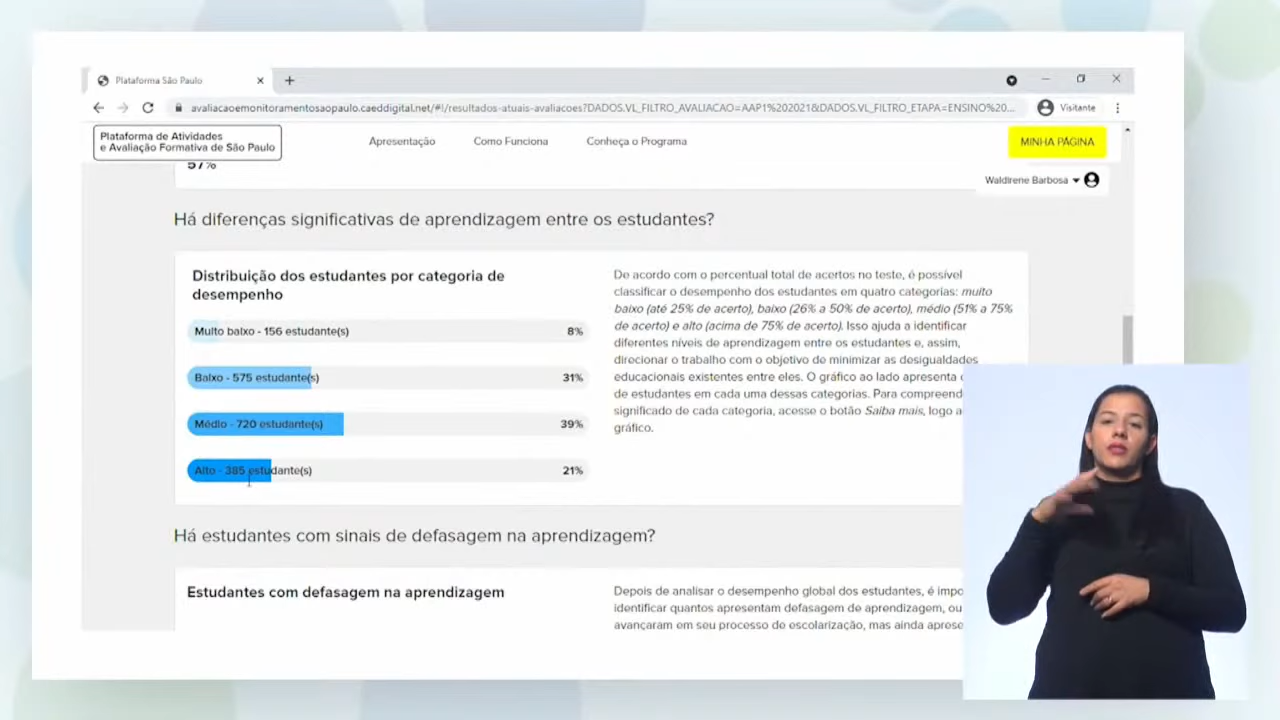 Plataforma São Paulo
avaliacaoemonitoramentosaopaulo.caeddigital.net/#!/resultados-atuais-avaliacoes?DADOS.VL_FILTRO_AVALIACAO=AAP1%202021&DADOS.VL_FILTRO_ETAPA=ENSINO%20...
Visitante
Plataforma de Atividades
e Avaliação Formativa de São Paulo
Apresentação
Como Funciona
Conheça o Programa
MINHA PÁGINA
57%
Waldirene Barbosa
Há diferenças significativas de aprendizagem entre os estudantes?
Distribuição dos estudantes por categoria de
desempenho
Muito baixo - 156 estudante(s) 8%
Baixo - 575 estudante(s) 31%
Médio - 720 estudante(s) 39%
Alto - 385 estudante(s) 21%
De acordo com o percentual total de acertos no teste, é possível
classificar o desempenho dos estudantes em quatro categorias: muito
baixo (até 25% de acerto), baixo (26% a 50% de acerto), médio (51% a 75%
de acerto) e alto (acima de 75% de acerto). Isso ajuda a identificar
diferentes níveis de aprendizagem entre os estudantes e, assim,
direcionar o trabalho com o objetivo de minimizar as desigualdades
educacionais existentes entre eles. O gráfico ao lado apresenta
de estudantes em cada uma dessas categorias. Para compreend
significado de cada categoria, acesse o botão Saiba mais, logo a
gráfico.
Há estudantes com sinais de defasagem na aprendizagem?
Estudantes com defasagem na aprendizagem
Depois de analisar o desempenho global dos estudantes, é impo
identificar quantos apresentam defasagem de aprendizagem, ou
avançaram em seu processo de escolarização, mas ainda aprese